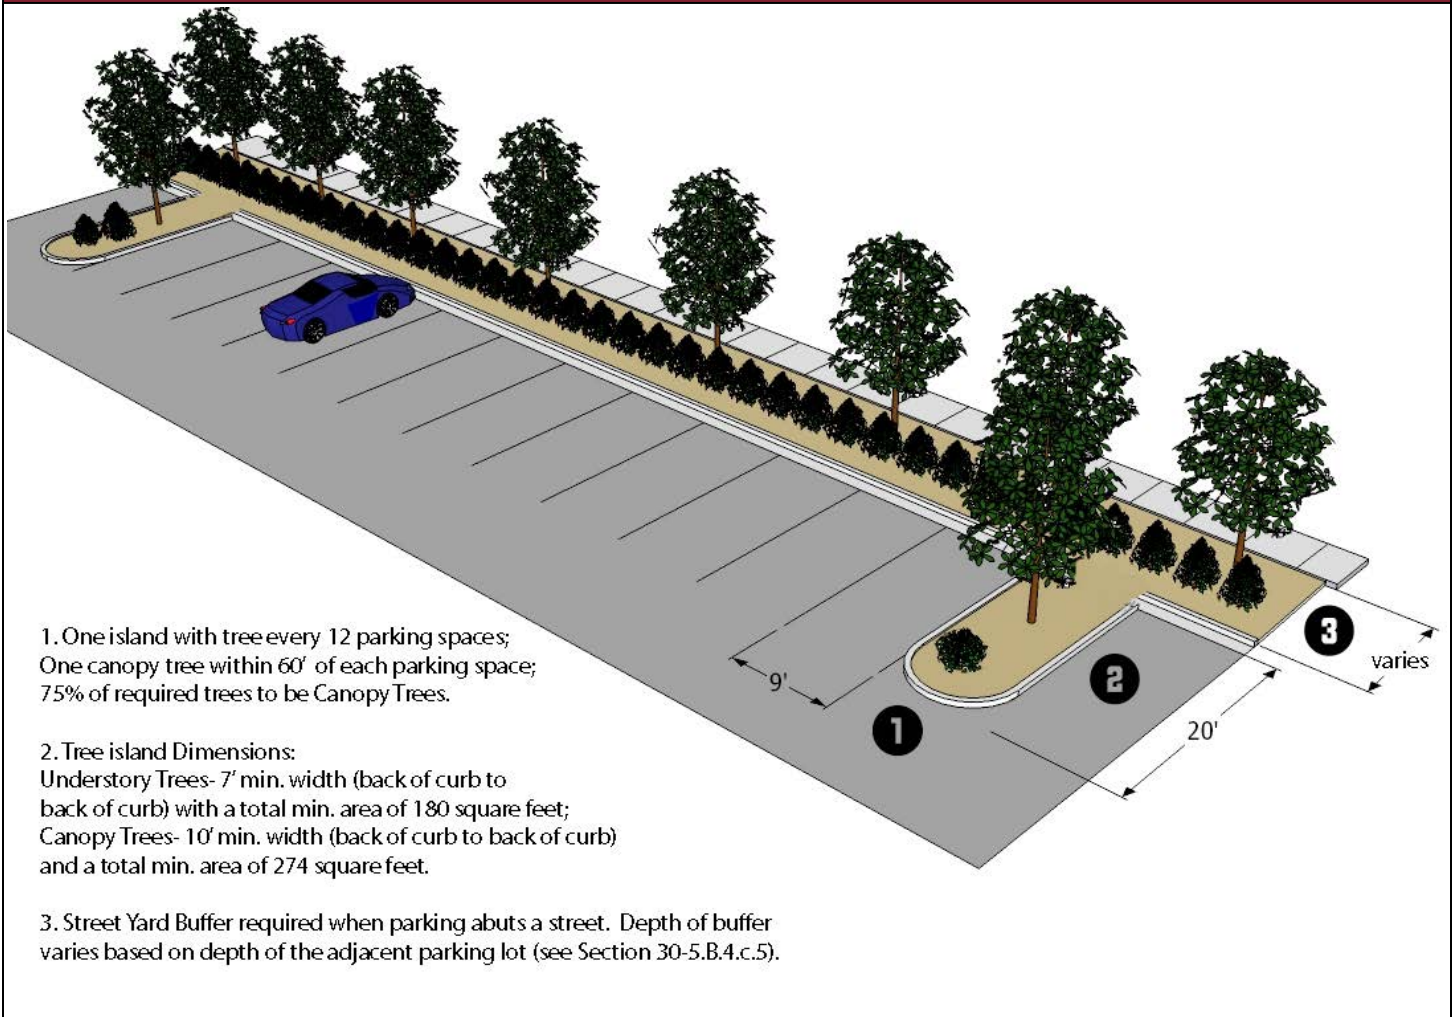 3
varies
2
9'
20'
1
1. One island with tree every 12 parking spaces;
One canopy tree within 60' of each parking space;
75% of required trees to be Canopy Trees.
2. Tree island Dimensions:
Understory Trees- 7' min. width (back of curb to
back of curb) with a total min. area of 180 square feet;
Canopy Trees- 10' min. width (back of curb to back of curb)
and a total min. area of 274 square feet.
3. Street Yard Buffer required when parking abuts a street. Depth of buffer
varies based on depth of the adjacent parking lot (see Section 30-5.B.4.c.5).